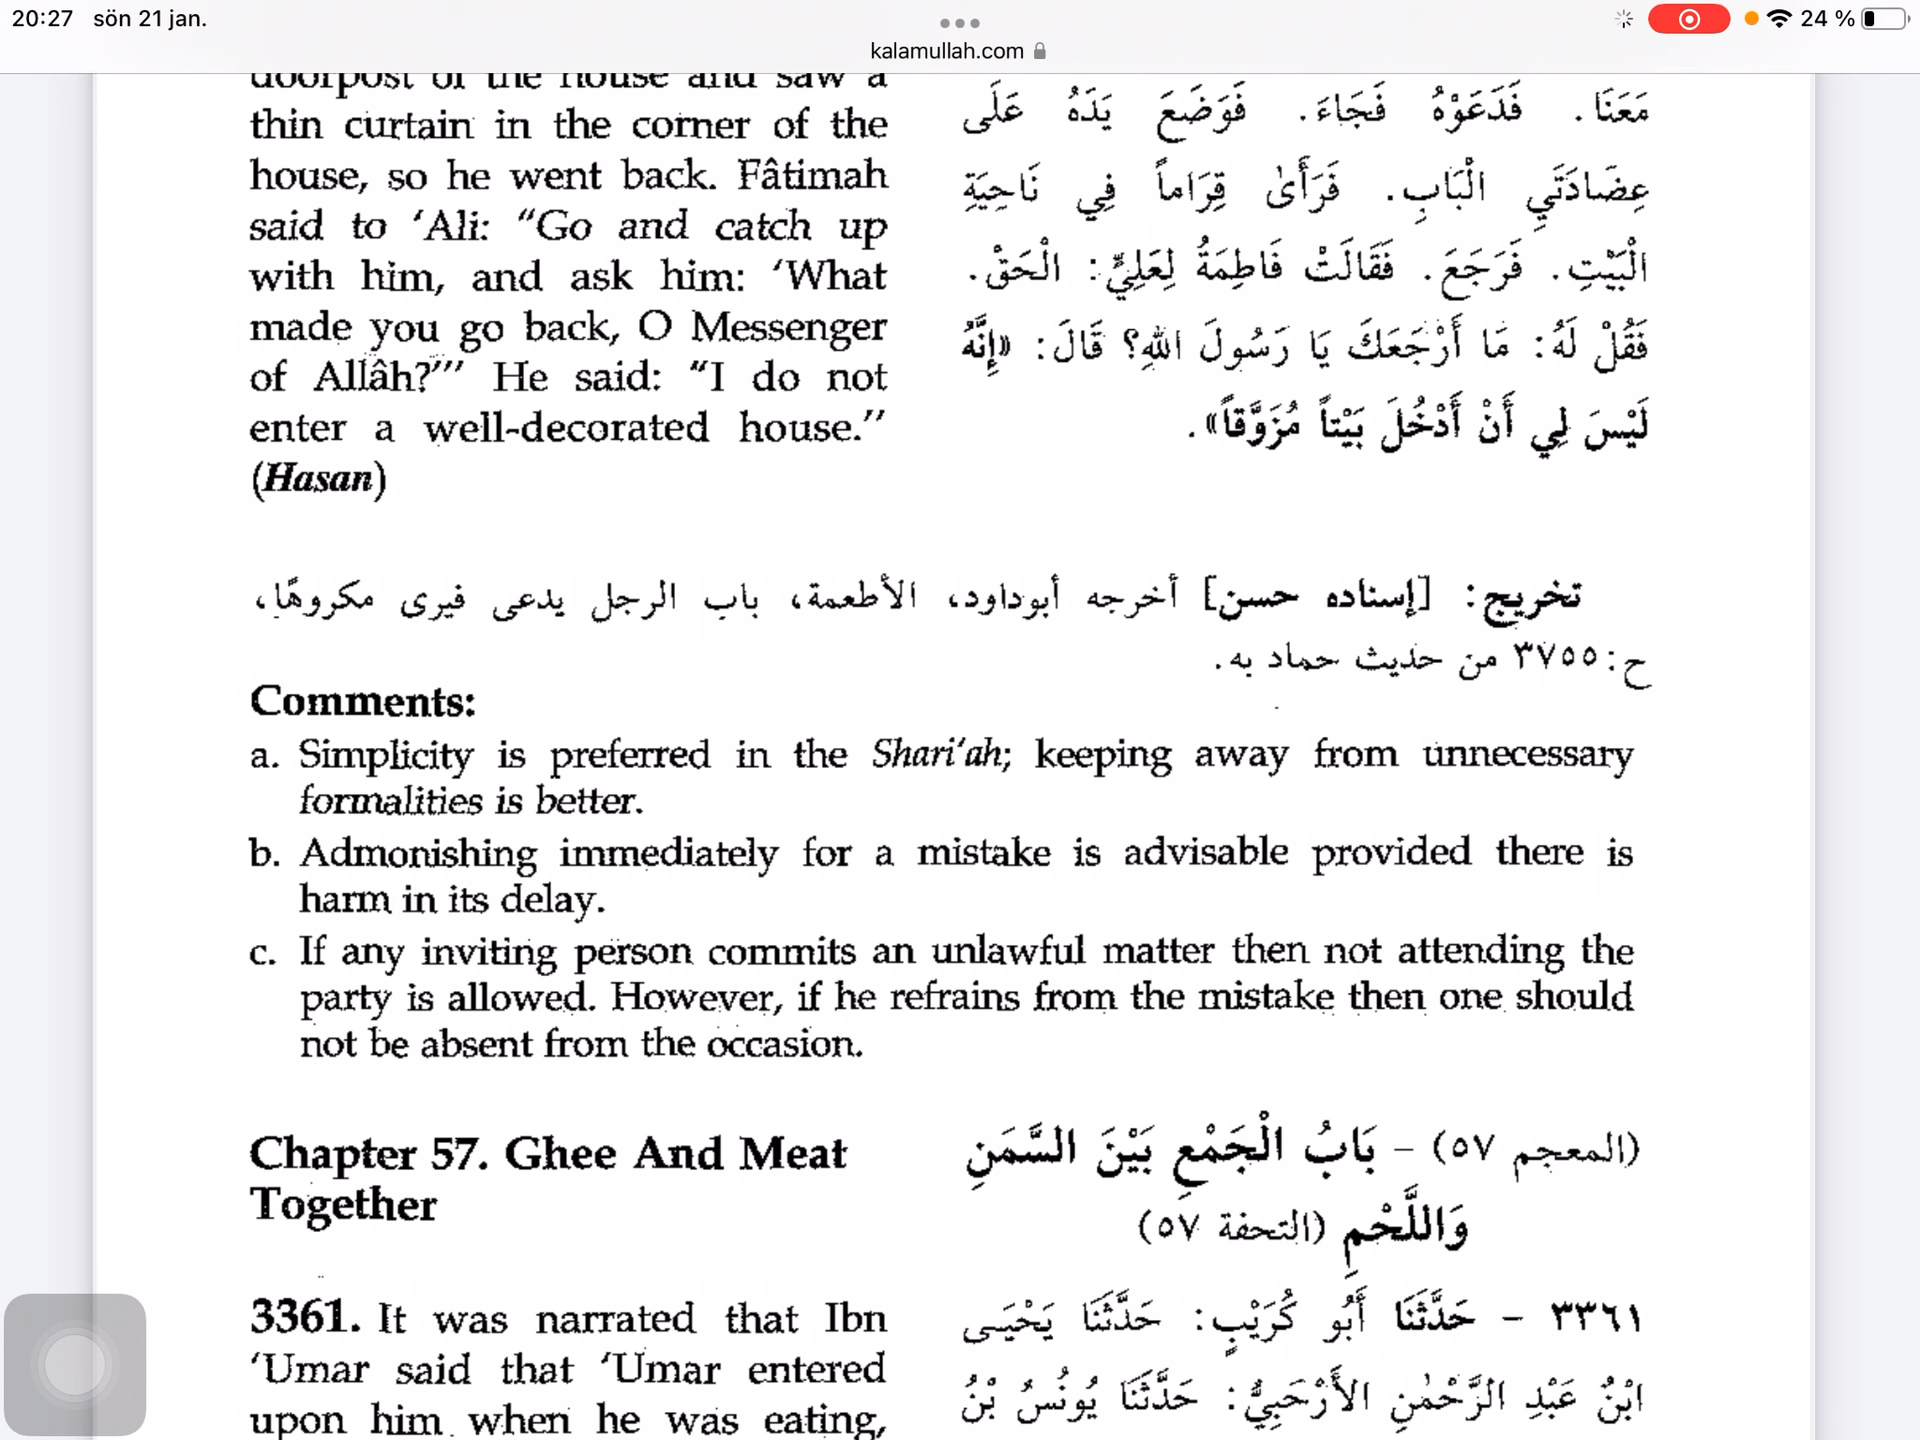 20:27 sön 21 jan.
24 %
kalamullah.com
doorpost of the house and saw a
thin curtain in the corner of the
house, so he went back. Fâtimah
said to ‘Ali: “Go and catch up
with him, and ask him: ‘What
made you go back, O Messenger
of Allâh?’” He said: “I do not
enter a well-decorated house.”
(Hasan)
مَعَنَا. فَدَعَوْهُ فَجَاءَ. فَوَضَعَ يَدَهُ عَلَى
عِضَادَتَيِ الْبَابِ. فَرَأَىٰ قِرَاماً فِي نَاحِيَةِ
الْبَيْتِ. فَرَجَعَ. فَقَالَتْ فَاطِمَةُ لِعَلِيٍّ: الْحَقْ.
فَقُلْ لَهُ: مَا أَرْجَعَكَ يَا رَسُولَ اللهِ؟ قَالَ: «إِنَّهُ
لَيْسَ لِي أَنْ أَدْخُلَ بَيْتاً مُزَوَّقاً».
تخريج: [إسناده حسن] أخرجه أبوداود، الأطعمة، باب الرجل يدعى فيرى مكروهًا،
ح:٣٧٥٥ من حديث حماد به.
Comments:
a. Simplicity is preferred in the Shari‘ah; keeping away from unnecessary
formalities is better.
b. Admonishing immediately for a mistake is advisable provided there is
harm in its delay.
c. If any inviting person commits an unlawful matter then not attending the
party is allowed. However, if he refrains from the mistake then one should
not be absent from the occasion.
Chapter 57. Ghee And Meat
Together
(المعجم ٥٧) – بَابُ الْجَمْعِ بَيْنَ السَّمَنِ
وَاللَّحْمِ (التحفة ٥٧)
3361. It was narrated that Ibn
‘Umar said that ‘Umar entered
upon him when he was eating,
٣٣٦١ – حَدَّثَنَا أَبُو كُرَيْبٍ: حَدَّثَنَا يَحْيَى
ابْنُ عَبْدِ الرَّحْمٰنِ الأَرْحَبِيُّ: حَدَّثَنَا يُونُسُ بْنُ